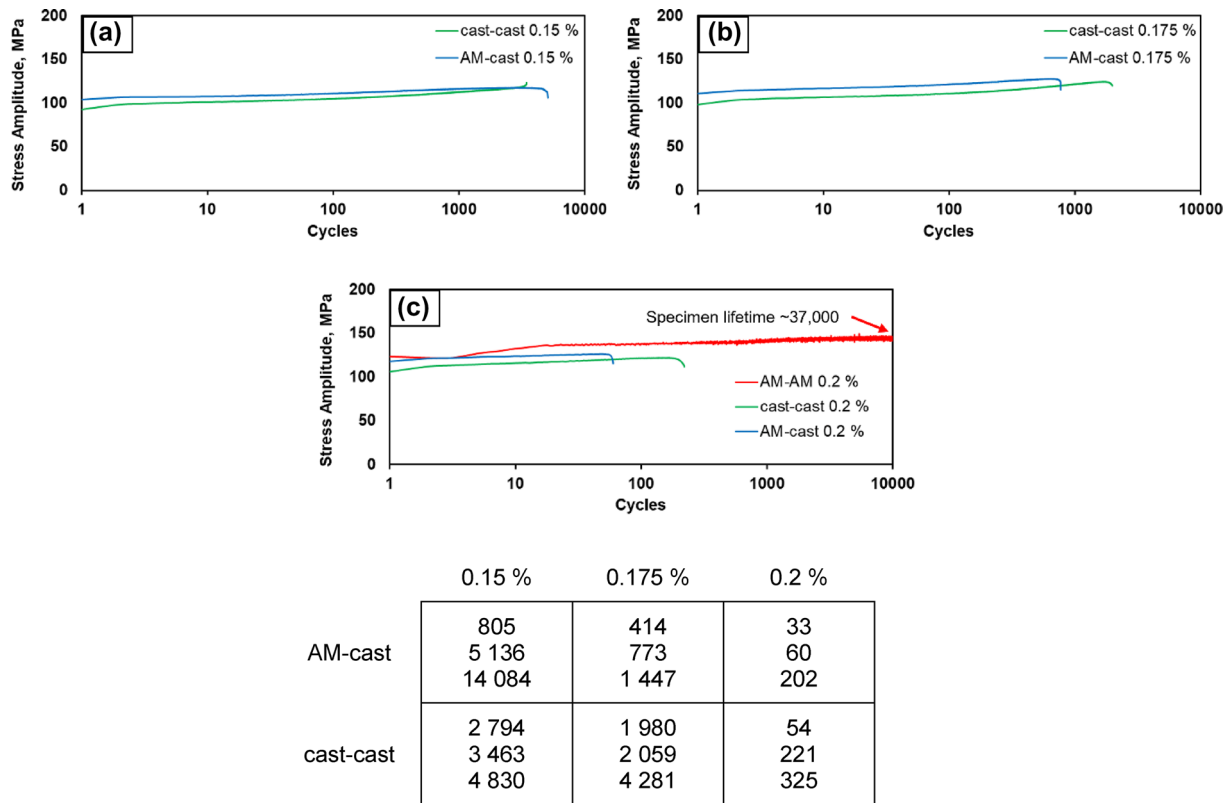 (a)
cast-cast 0.15 %
AM-cast 0.15 %
Stress Amplitude, MPa
200
150
100
50
0
1 10 100 1000 10000
Cycles
(b)
cast-cast 0.175 %
AM-cast 0.175 %
Stress Amplitude, MPa
200
150
100
50
0
1 10 100 1000 10000
Cycles
(c)
Specimen lifetime ~37,000
AM-AM 0.2 %
cast-cast 0.2 %
AM-cast 0.2 %
Stress Amplitude, MPa
200
150
100
50
0
1 10 100 1000 10000
Cycles
0.15 % 0.175 % 0.2 %
805 414 33
AM-cast 5 136 773 60
14 084 1 447 202
2 794 1 980 54
cast-cast 3 463 2 059 221
4 830 4 281 325